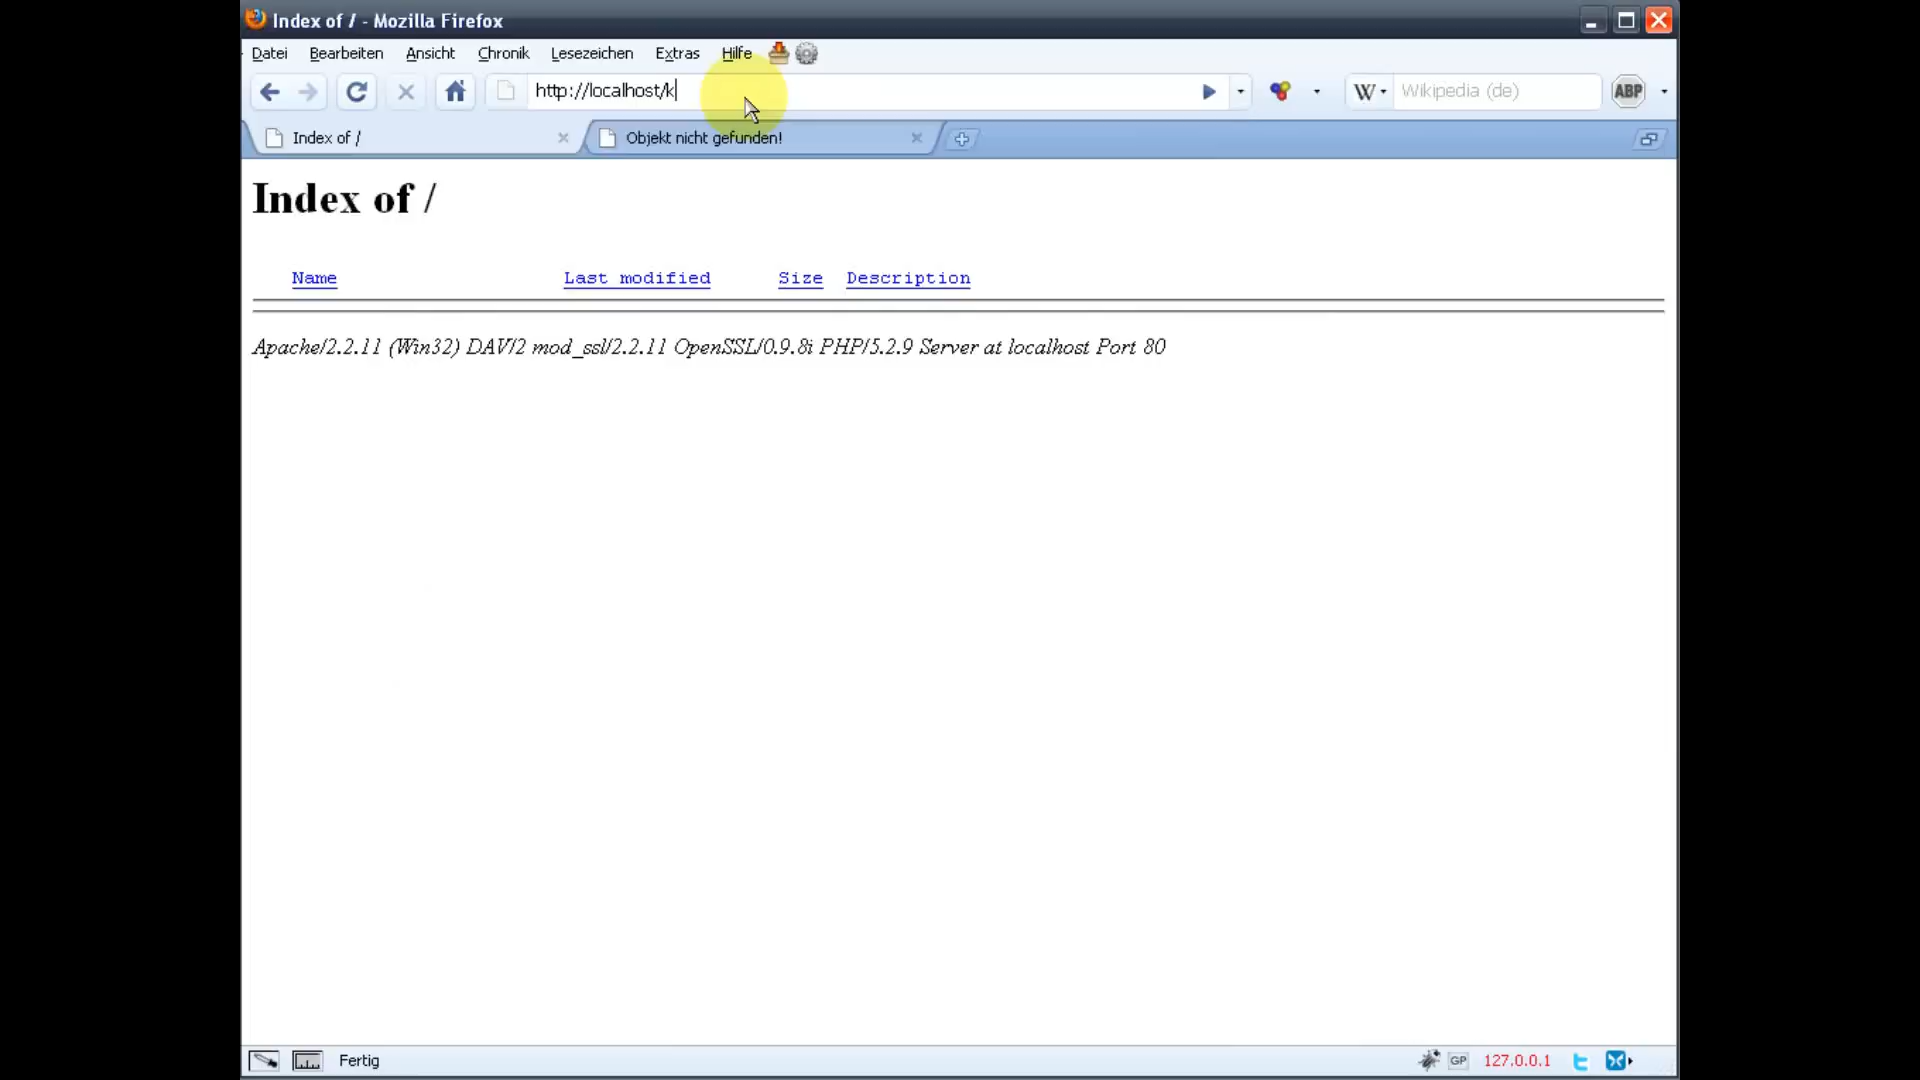 Index of / - Mozilla Firefox
Datei Bearbeiten Ansicht Chronik Lesezeichen Extras Hilfe
http://localhost/k W Wikipedia (de) ABP
Index of / Objekt nicht gefunden!
Index of /
Name Last modified Size Description
Apache/2.2.11 (Win32) DAV/2 mod_ssl/2.2.11 OpenSSL/0.9.8i PHP/5.2.9 Server at localhost Port 80
Fertig GP 127.0.0.1